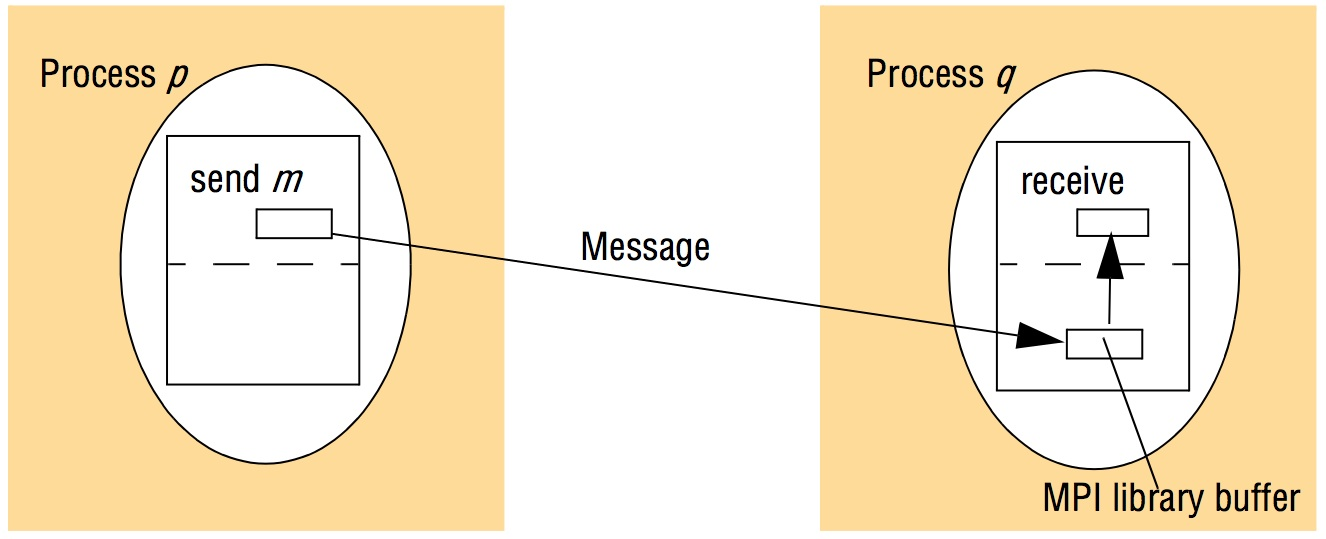 Process p
send m
Message
Process q
receive
MPI library buffer